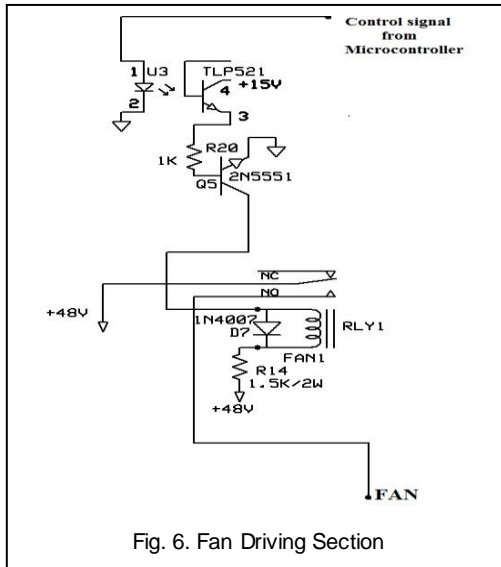 Control signal
from
Microcontroller
1 U3
TLP521
4 +15V
2
3
R20
1K
Q5 2N5551
NC
NO
+48V
1N4007
D7
RLY1
FAN1
R14
1.5K/2W
+48V
FAN
Fig. 6. Fan Driving Section